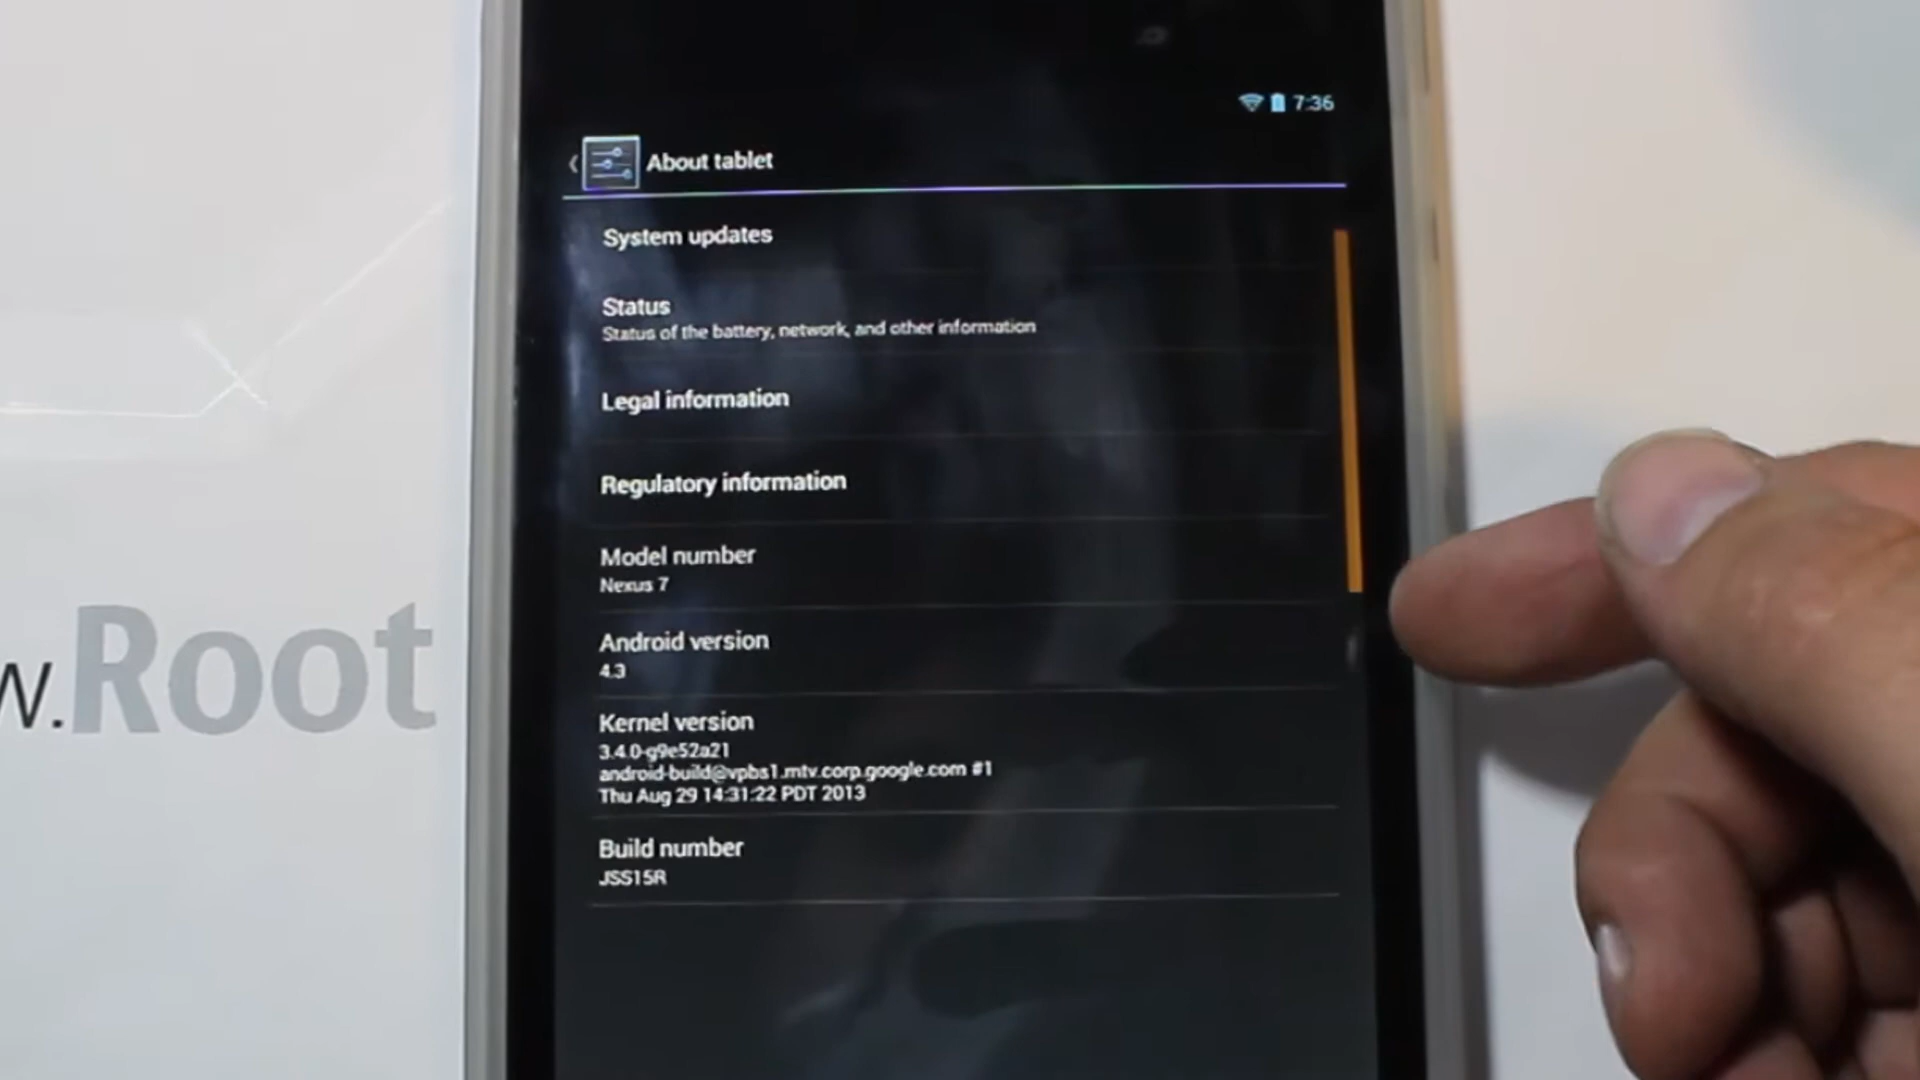 7:36
About tablet
System updates
Status
Status of the battery, network, and other information
Legal information
Regulatory information
Model number
Nexus 7
Android version
4.3
Kernel version
3.4.0-g9e52a21
android-build@vpbs1.mtv.corp.google.com #1
Thu Aug 29 14:31:22 PDT 2013
Build number
JSS15R
w.Root